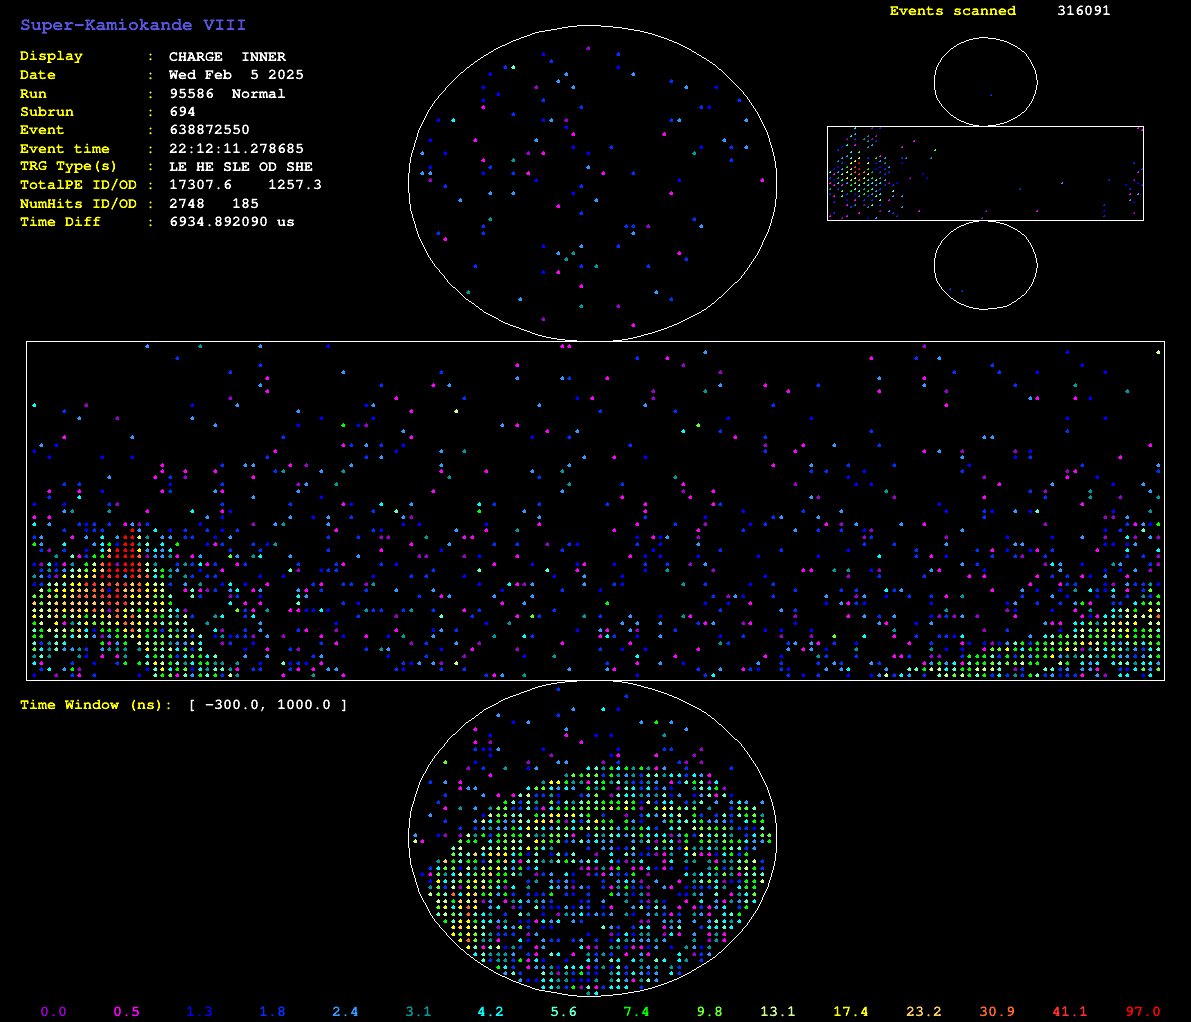 Super-Kamiokande VIII
Events scanned 316091
Display : CHARGE INNER
Date : Wed Feb 5 2025
Run : 95586 Normal
Subrun : 694
Event : 638872550
Event time : 22:12:11.278685
TRG Type(s) : LE HE SLE OD SHE
TotalPE ID/OD : 17307.6 1257.3
NumHits ID/OD : 2748 185
Time Diff : 6934.892090 us
Time Window (ns): [ -300.0, 1000.0 ]
0.0 0.5 1.3 1.8 2.4 3.1 4.2 5.6 7.4 9.8 13.1 17.4 23.2 30.9 41.1 97.0